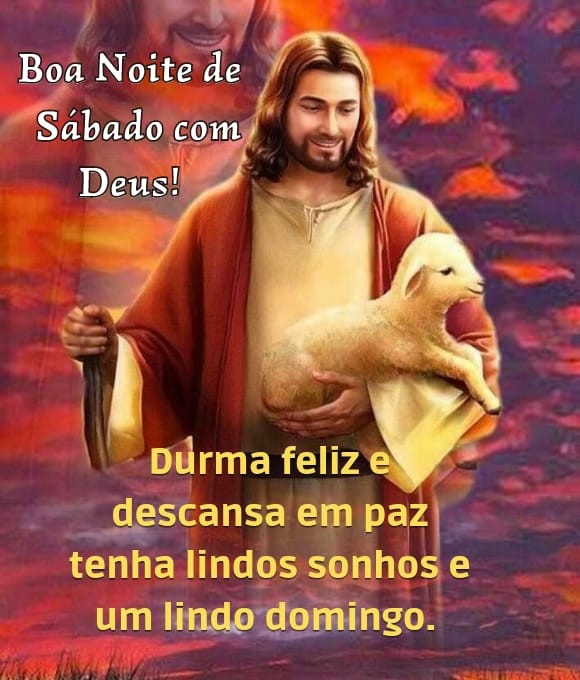 Boa Noite de
Sábado com
Deus!
Durma feliz e
descansa em paz
tenha lindos sonhos e
um lindo domingo.